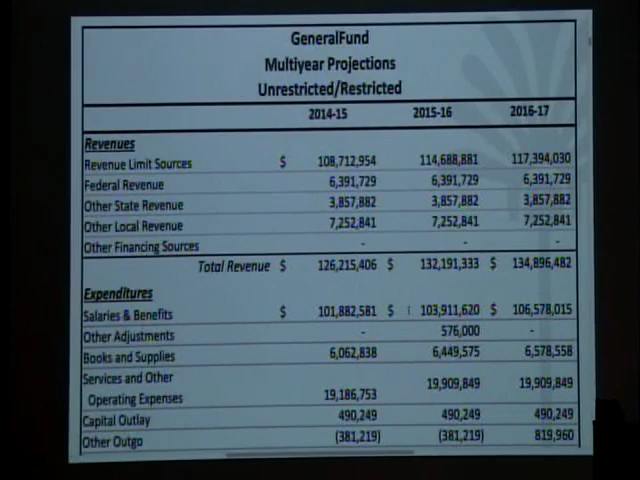 GeneralFund
Multiyear Projections
Unrestricted/Restricted
2014-15 2015-16 2016-17
Revenues
Revenue Limit Sources $ 108,712,954 114,688,881 117,394,030
Federal Revenue 6,391,729 6,391,729 6,391,729
Other State Revenue 3,857,882 3,857,882 3,857,882
Other Local Revenue 7,252,841 7,252,841 7,252,841
Other Financing Sources - - -
Total Revenue $ 126,215,406 $ 132,191,333 $ 134,896,482
Expenditures
Salaries & Benefits $ 101,882,581 $ 103,911,620 $ 106,578,015
Other Adjustments - 576,000 -
Books and Supplies 6,062,838 6,449,575 6,578,558
Services and Other
Operating Expenses 19,186,753 19,909,849 19,909,849
Capital Outlay 490,249 490,249 490,249
Other Outgo (381,219) (381,219) 819,960